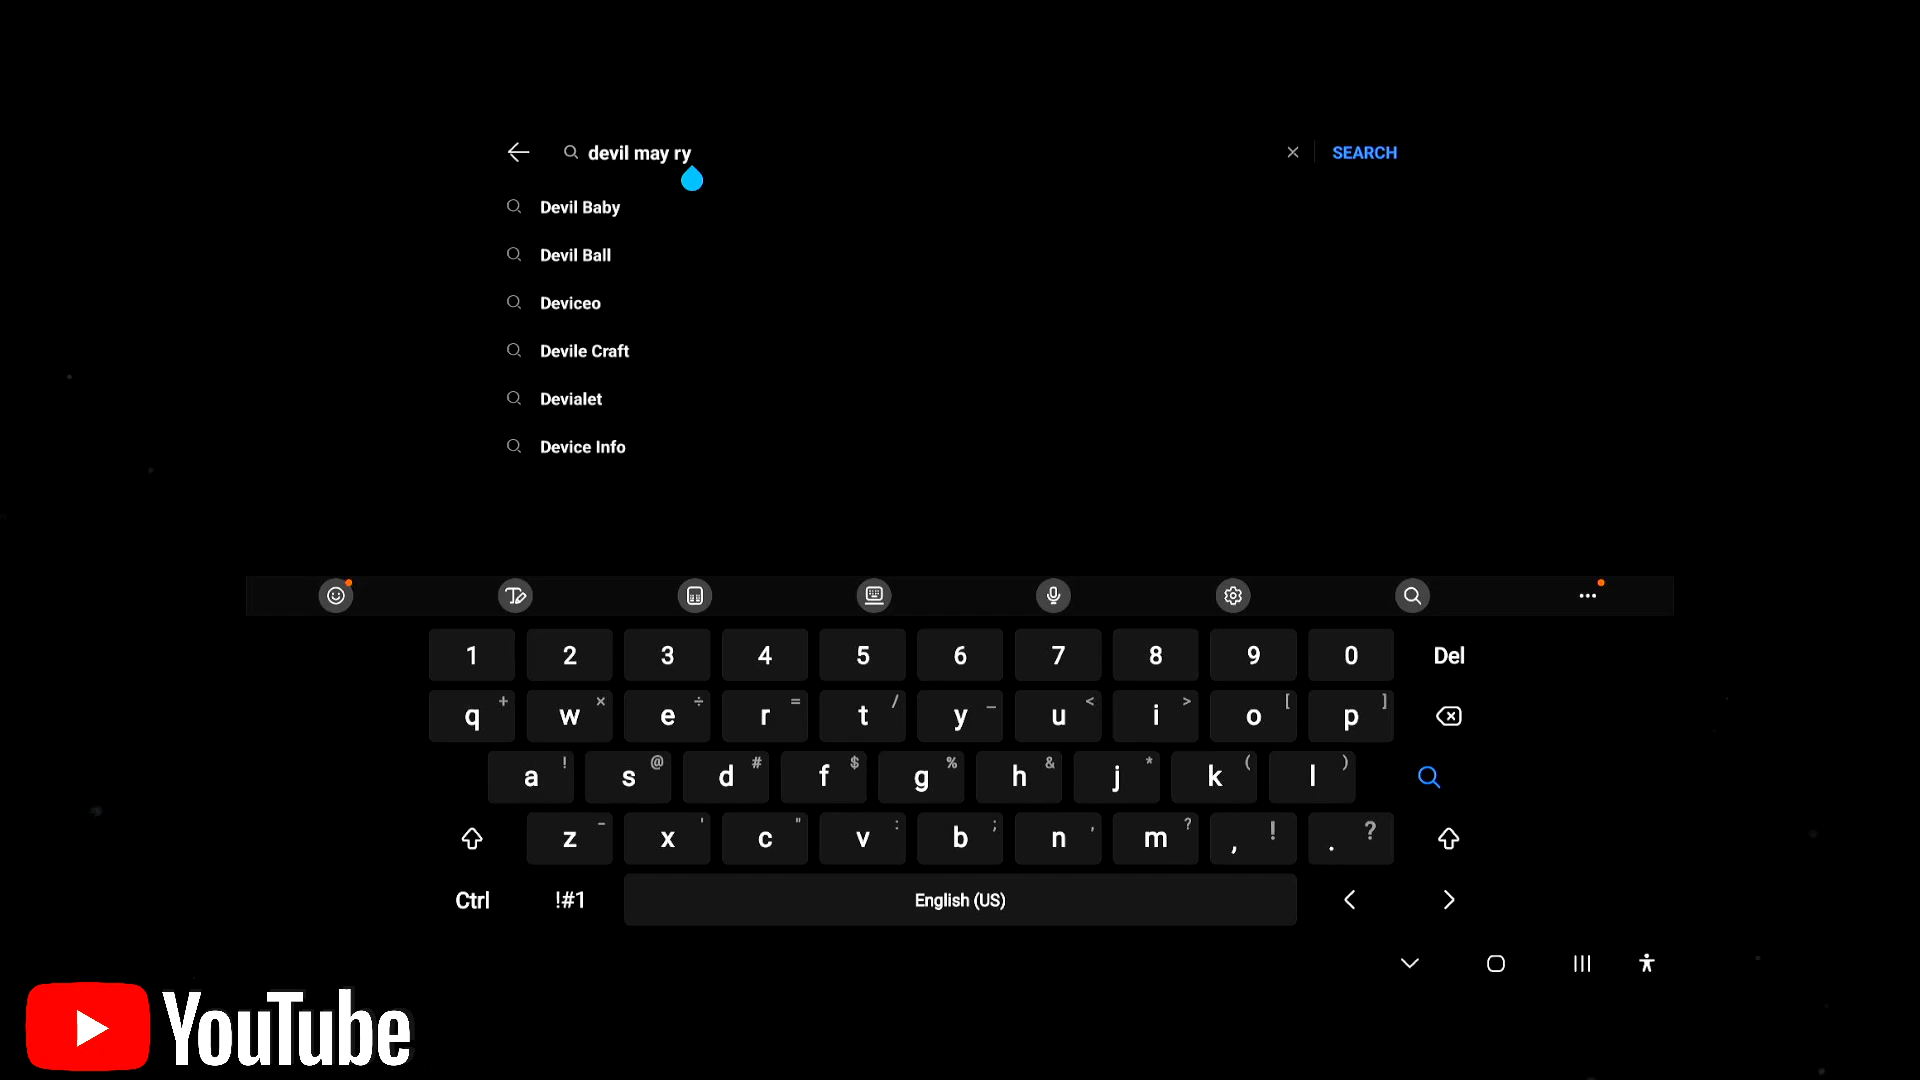 devil may ry
SEARCH
Devil Baby
Devil Ball
Deviceo
Devile Craft
Devialet
Device Info
1 2 3 4 5 6 7 8 9 0 Del
q + w × e ÷ r = t / y _ u < i > o [ p ]
a ! s @ d # f $ g % h & j * k ( l )
z - x ' c " v : b ; n , m ? , ! . ?
Ctrl !#1 English (US) < >
YouTube